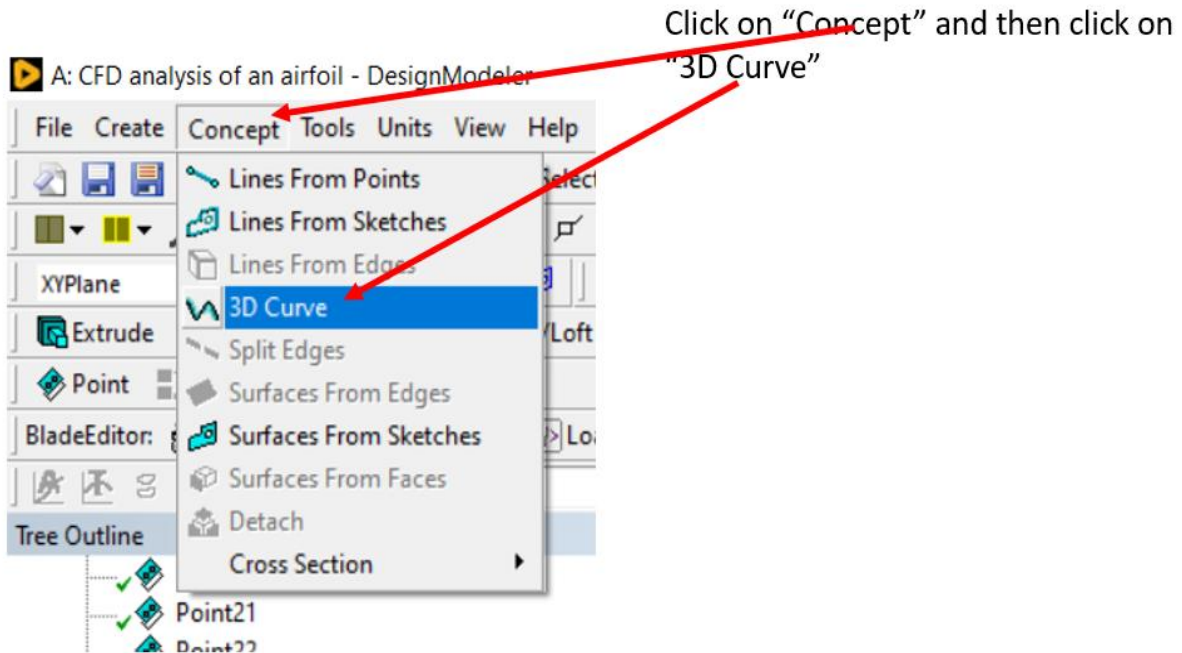 Click on “Concept” and then click on
“3D Curve”
A: CFD analysis of an airfoil - DesignModeler
File Create Concept Tools Units View Help
Lines From Points
Lines From Sketches
Lines From Edges
XYPlane
3D Curve
Extrude
/Loft
Split Edges
Point
Surfaces From Edges
BladeEditor:
Surfaces From Sketches
Surfaces From Faces
Tree Outline
Detach
Cross Section
Point21
Point22